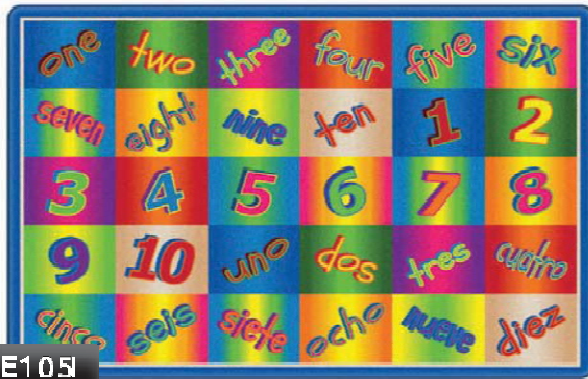 one two three four five six
seven eight nine ten 1 2
3 4 5 6 7 8
9 10 uno dos tres cuatro
cinco seis siete ocho nueve diez
E105